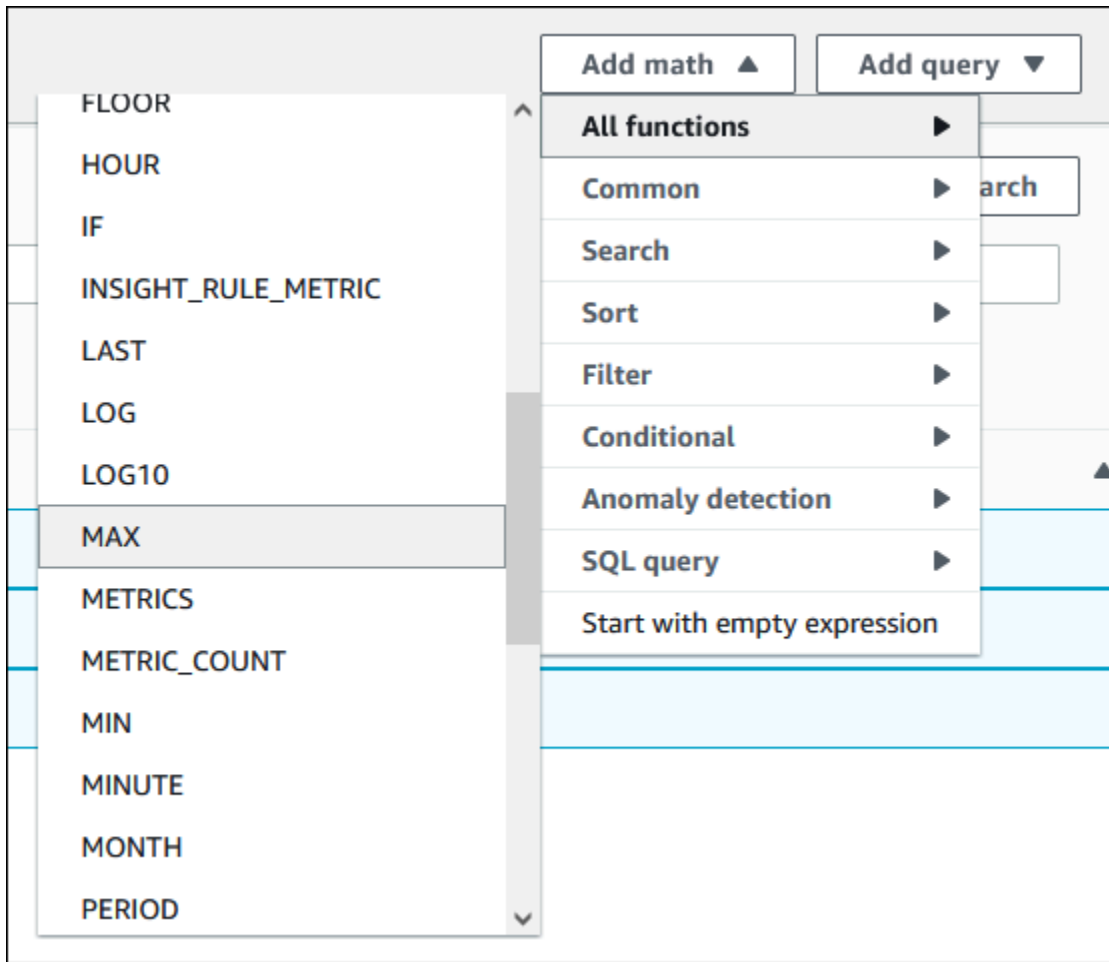 Add math
Add query
FLOOR
HOUR
IF
INSIGHT_RULE_METRIC
LAST
LOG
LOG10
MAX
METRICS
METRIC_COUNT
MIN
MINUTE
MONTH
PERIOD
All functions
Common
arch
Search
Sort
Filter
Conditional
Anomaly detection
SQL query
Start with empty expression